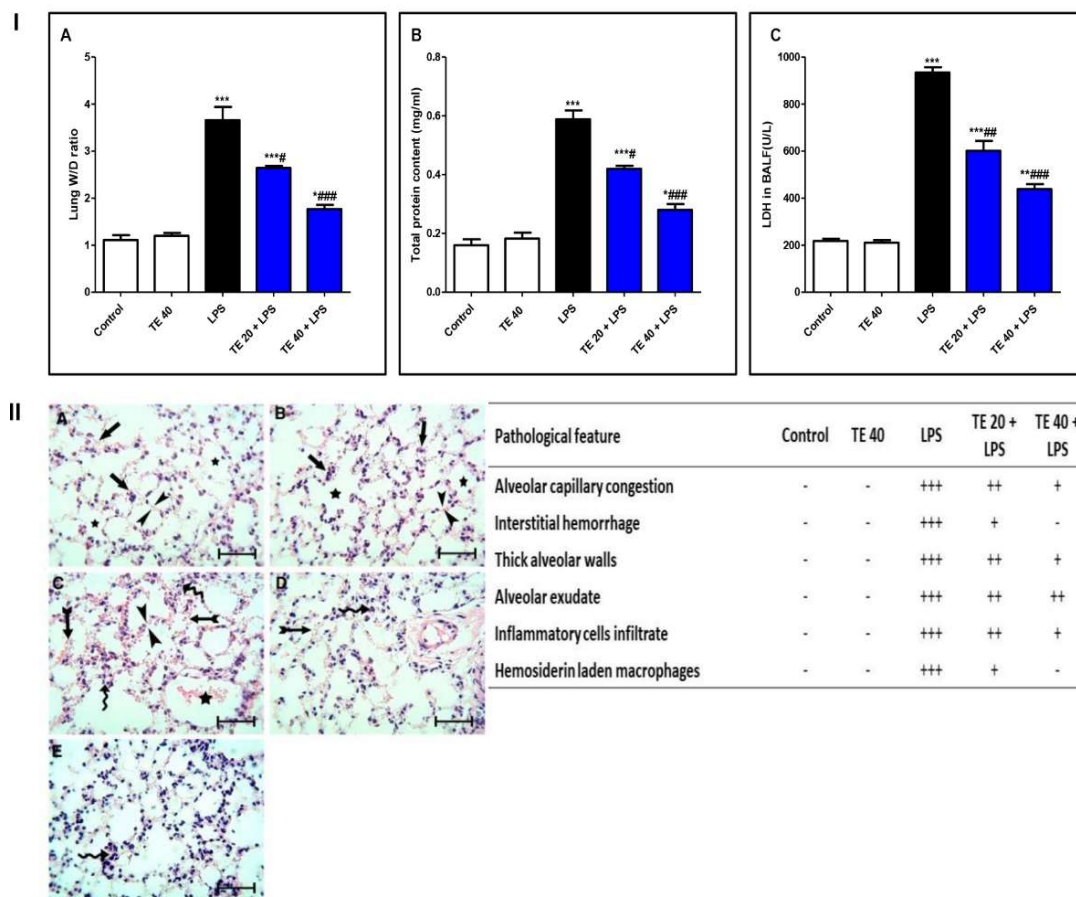 I
A
Lung W/D ratio
5
4
3
2
1
0
***
***#
*###
Control
TE 40
LPS
TE 20 + LPS
TE 40 + LPS
B
Total protein content (mg/ml)
0.8
0.6
0.4
0.2
0.0
***
***#
*###
Control
TE 40
LPS
TE 20 + LPS
TE 40 + LPS
C
LDH in BALF(U/L)
1000
800
600
400
200
0
***
***##
**###
Control
TE 40
LPS
TE 20 + LPS
TE 40 + LPS
II
A
B
C
D
E
Pathological feature Control TE 40 LPS TE 20 + LPS TE 40 + LPS
Alveolar capillary congestion - - +++ ++ +
Interstitial hemorrhage - - +++ + -
Thick alveolar walls - - +++ ++ +
Alveolar exudate - - +++ ++ ++
Inflammatory cells infiltrate - - +++ ++ +
Hemosiderin laden macrophages - - +++ + -